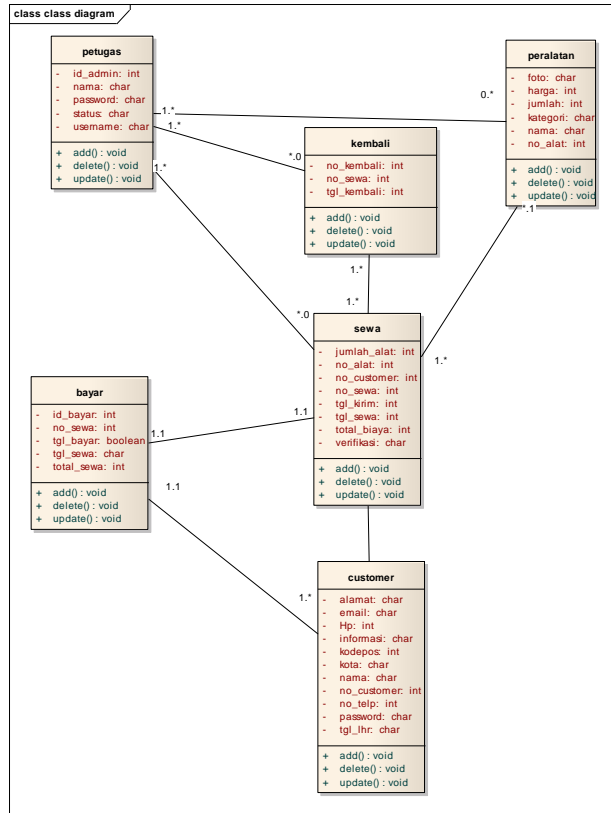 class class diagram
petugas
- id_admin: int
- nama: char
- password: char
- status: char
- username: char
+ add() : void
+ delete() : void
+ update() : void
peralatan
- foto: char
- harga: int
- jumlah: int
- kategori: char
- nama: char
- no_alat: int
+ add() : void
+ delete() : void
+ update() : void
1.*
0.*
1.*
*.0
1.*
*.0
kembali
- no_kembali: int
- no_sewa: int
- tgl_kembali: int
+ add() : void
+ delete() : void
+ update() : void
*.1
1.*
1.*
1.*
sewa
- jumlah_alat: int
- no_alat: int
- no_customer: int
- no_sewa: int
- tgl_kirim: int
- tgl_sewa: int
- total_biaya: int
- verifikasi: char
+ add() : void
+ delete() : void
+ update() : void
bayar
- id_bayar: int
- no_sewa: int
- tgl_bayar: boolean
- tgl_sewa: char
- total_sewa: int
+ add() : void
+ delete() : void
+ update() : void
1.1
1.1
1.1
1.*
customer
- alamat: char
- email: char
- Hp: int
- informasi: char
- kodepos: int
- kota: char
- nama: char
- no_customer: int
- no_telp: int
- password: char
- tgl_lhr: char
+ add() : void
+ delete() : void
+ update() : void